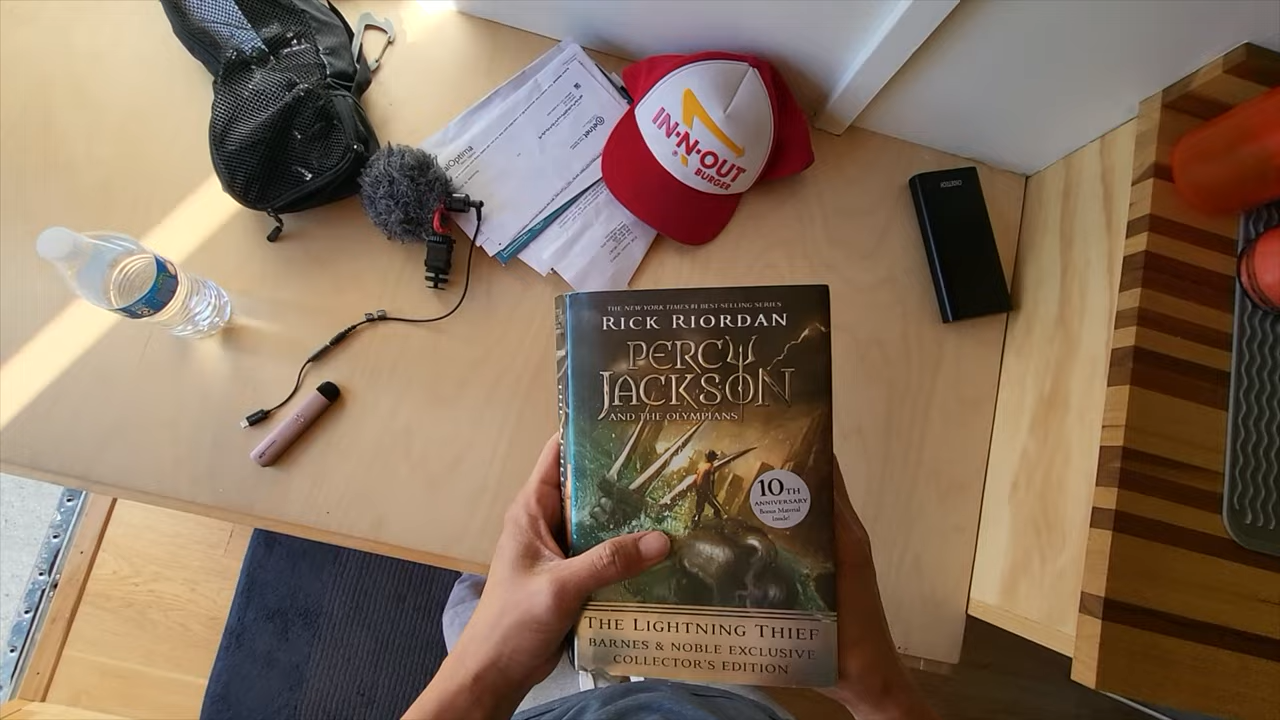 THE NEW YORK TIMES #1 BEST-SELLING SERIES
RICK RIORDAN
PERCY
JACKSON
AND THE OLYMPIANS
10TH
ANNIVERSARY
Bonus Material
Inside!
THE LIGHTNING THIEF
BARNES & NOBLE EXCLUSIVE
COLLECTOR'S EDITION
IN-N-OUT
BURGER
Optima